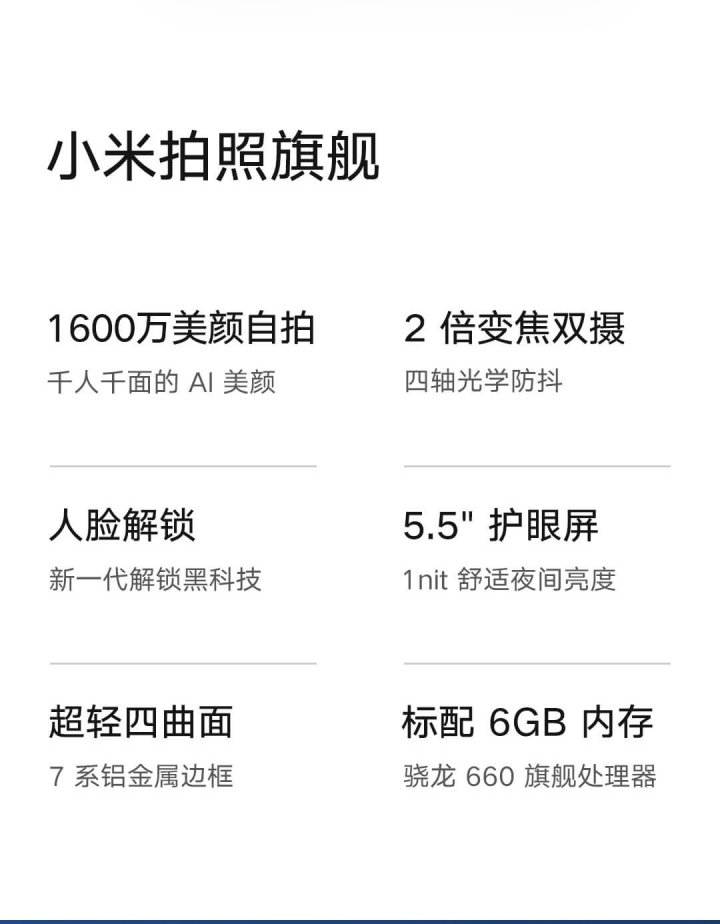 小米拍照旗舰
1600万美颜自拍
千人千面的 AI 美颜
2 倍变焦双摄
四轴光学防抖
人脸解锁
新一代解锁黑科技
5.5" 护眼屏
1nit 舒适夜间亮度
超轻四曲面
7 系铝金属边框
标配 6GB 内存
骁龙 660 旗舰处理器